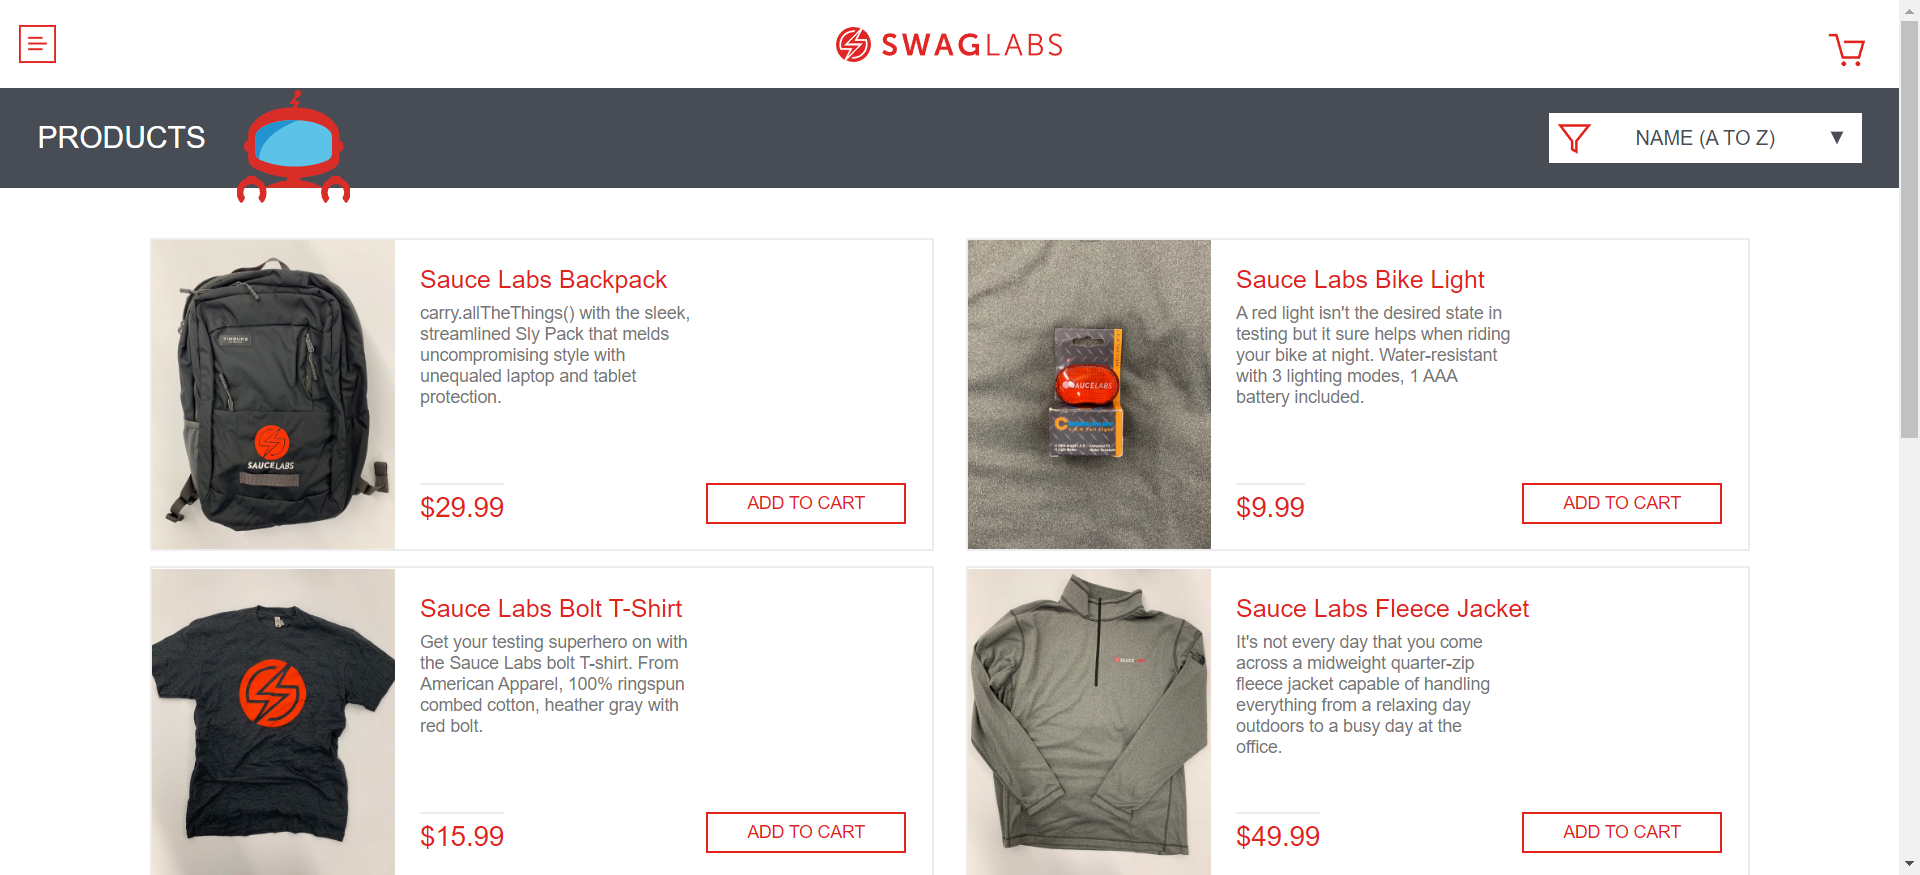 SWAGLABS
PRODUCTS
NAME (A TO Z)
Sauce Labs Backpack
carry.allTheThings() with the sleek,
streamlined Sly Pack that melds
uncompromising style with
unequaled laptop and tablet
protection.
$29.99
ADD TO CART
SAUCELABS
Sauce Labs Bike Light
A red light isn't the desired state in
testing but it sure helps when riding
your bike at night. Water-resistant
with 3 lighting modes, 1 AAA
battery included.
$9.99
ADD TO CART
SAUCELABS
Sauce Labs Bolt T-Shirt
Get your testing superhero on with
the Sauce Labs bolt T-shirt. From
American Apparel, 100% ringspun
combed cotton, heather gray with
red bolt.
$15.99
ADD TO CART
Sauce Labs Fleece Jacket
It's not every day that you come
across a midweight quarter-zip
fleece jacket capable of handling
everything from a relaxing day
outdoors to a busy day at the
office.
$49.99
ADD TO CART